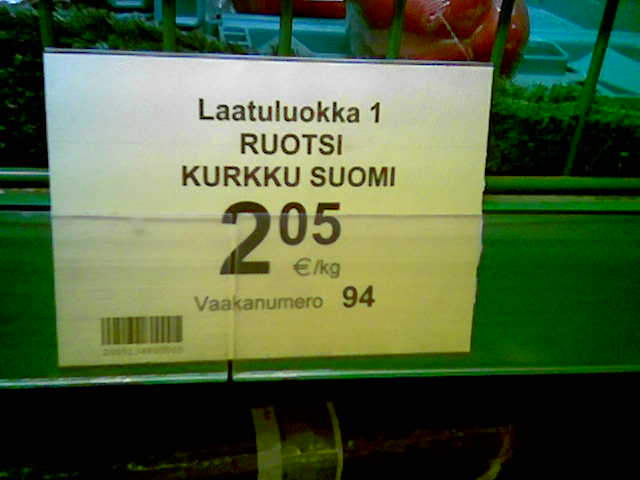 Laatuluokka 1
RUOTSI
KURKKU SUOMI
2 05
€/kg
Vaakanumero 94